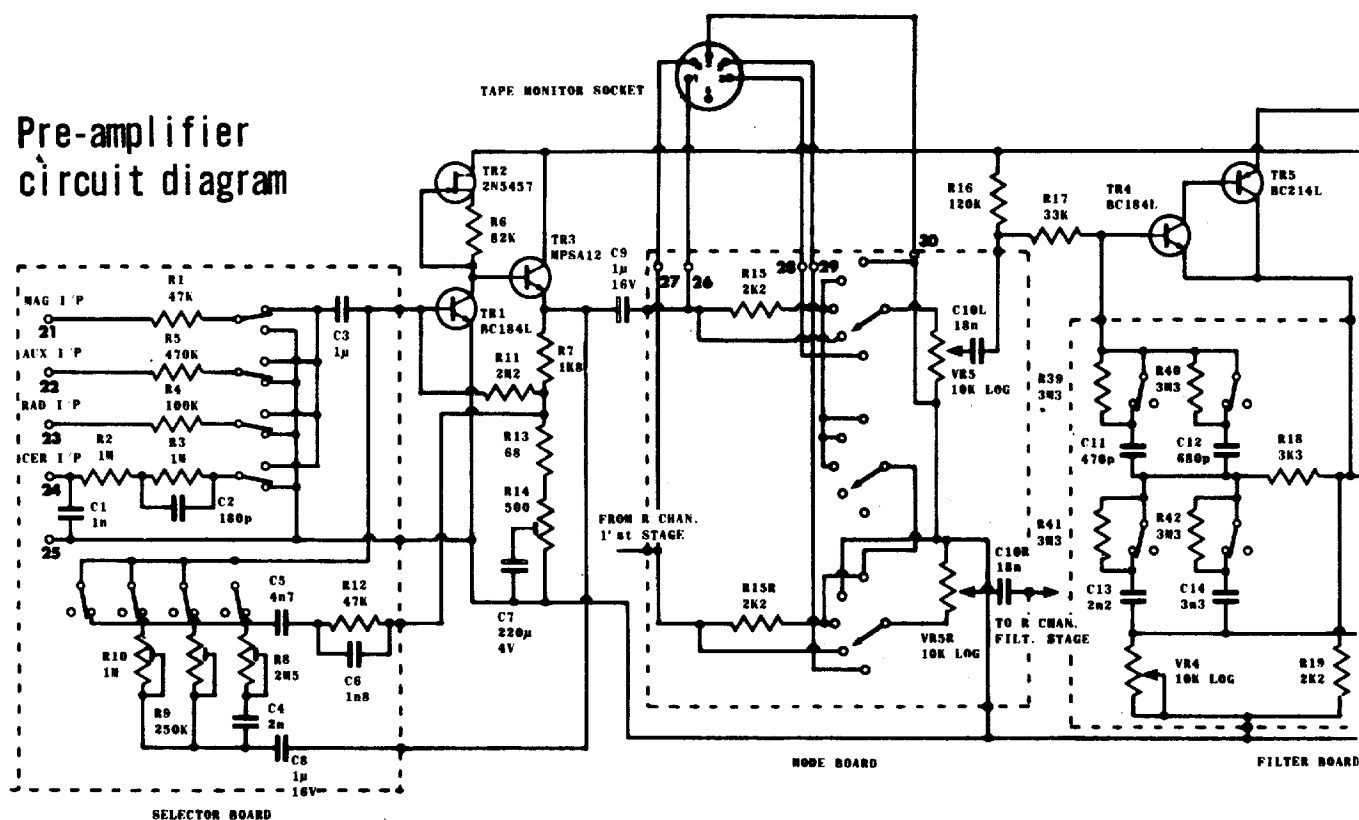 Pre-amplifier
circuit diagram
TAPE MONITOR SOCKET
TR2
2N5457
R6
82K
TR3
MPSA12
C9
1µ
16V
R16
120K
R17
33K
TR4
BC184L
TR5
BC214L
30
27
26
28
29
R1
47K
MAG I'P
21
R5
470K
AUX I'P
22
R4
100K
RAD I'P
23
R2
1M
R3
1M
CER I'P
24
C1
1n
C2
180p
25
C3
1µ
TR1
BC184L
R11
2M2
R7
1K8
R13
68
R14
500
R15
2K2
C10L
18n
VR5
10K LOG
R39
3M3
R40
3M3
C11
470p
C12
680p
R18
3K3
FROM R CHAN.
1'st STAGE
R41
3M3
R42
3M3
C10R
18n
C13
2n2
C14
3n3
C5
4n7
R12
47K
C7
220µ
4V
R15R
2K2
VR5R
10K LOG
TO R CHAN.
FILT. STAGE
R10
1M
R8
2M5
C6
1n8
R9
250K
C4
2n
C8
1µ
16V
VR4
10K LOG
R19
2K2
MODE BOARD
FILTER BOARD
SELECTOR BOARD